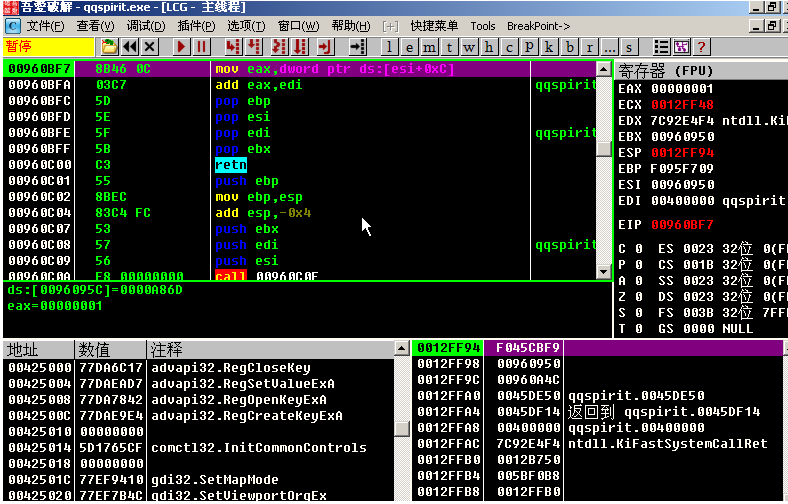 吾爱破解 - qqspirit.exe - [LCG - 主线程]
C 文件(F) 查看(V) 调试(D) 插件(P) 选项(T) 窗口(W) 帮助(H) [+] 快捷菜单 Tools BreakPoint->
暂停 l e m t w h c p k b r ... s ?
00960BF7 8B46 0C mov eax,dword ptr ds:[esi+0xC]
00960BFA 03C7 add eax,edi qqspirit
00960BFC 5D pop ebp
00960BFD 5E pop esi
00960BFE 5F pop edi qqspirit
00960BFF 5B pop ebx
00960C00 C3 retn
00960C01 55 push ebp
00960C02 8BEC mov ebp,esp
00960C04 83C4 FC add esp,-0x4
00960C07 53 push ebx
00960C08 57 push edi qqspirit
00960C09 56 push esi
00960C0A E8 00000000 call 00960C0F
ds:[0096095C]=0000A86D
eax=00000001
寄存器 (FPU)
EAX 00000001
ECX 0012FF48
EDX 7C92E4F4 ntdll.KiF
EBX 00960950
ESP 0012FF94
EBP F095F709
ESI 00960950
EDI 00400000 qqspirit
EIP 00960BF7
C 0 ES 0023 32位 0(FF
P 0 CS 001B 32位 0(FF
A 0 SS 0023 32位 0(FF
Z 0 DS 0023 32位 0(FF
S 0 FS 003B 32位 7FFD
T 0 GS 0000 NULL
地址 数值 注释
00425000 77DA6C17 advapi32.RegCloseKey
00425004 77DAEAD7 advapi32.RegSetValueExA
00425008 77DA7842 advapi32.RegOpenKeyExA
0042500C 77DAE9E4 advapi32.RegCreateKeyExA
00425010 00000000
00425014 5D1765CF comctl32.InitCommonControls
00425018 00000000
0042501C 77EF9410 gdi32.SetMapMode
00425020 77EF7B4C gdi32.SetViewportOrgEx
0012FF94 F045CBF9
0012FF98 00960950
0012FF9C 00960A4C
0012FFA0 0045DE50 qqspirit.0045DE50
0012FFA4 0045DF14 返回到 qqspirit.0045DF14
0012FFA8 00400000 qqspirit.00400000
0012FFAC 7C92E4F4 ntdll.KiFastSystemCallRet
0012FFB0 0012B750
0012FFB4 005BF0B8
0012FFB8 0012FFB0